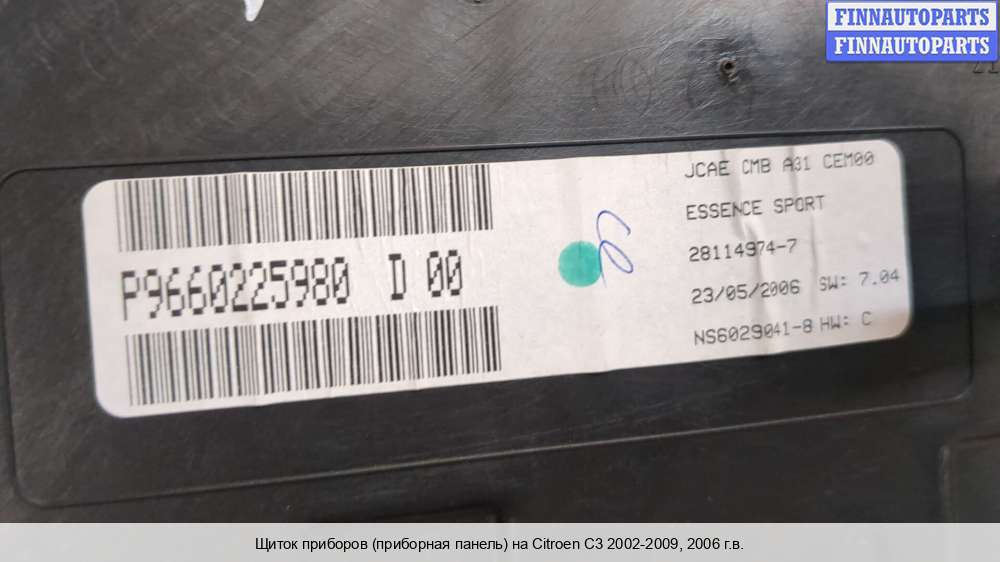 FINNAUTOPARTS
FINNAUTOPARTS
JCAE CMB A31 CEM00
ESSENCE SPORT
28114974-7
23/05/2006 SW: 7.04
NS6029041-8 HW: C
P9660225980 D 00
Щиток приборов (приборная панель) на Citroen C3 2002-2009, 2006 г.в.